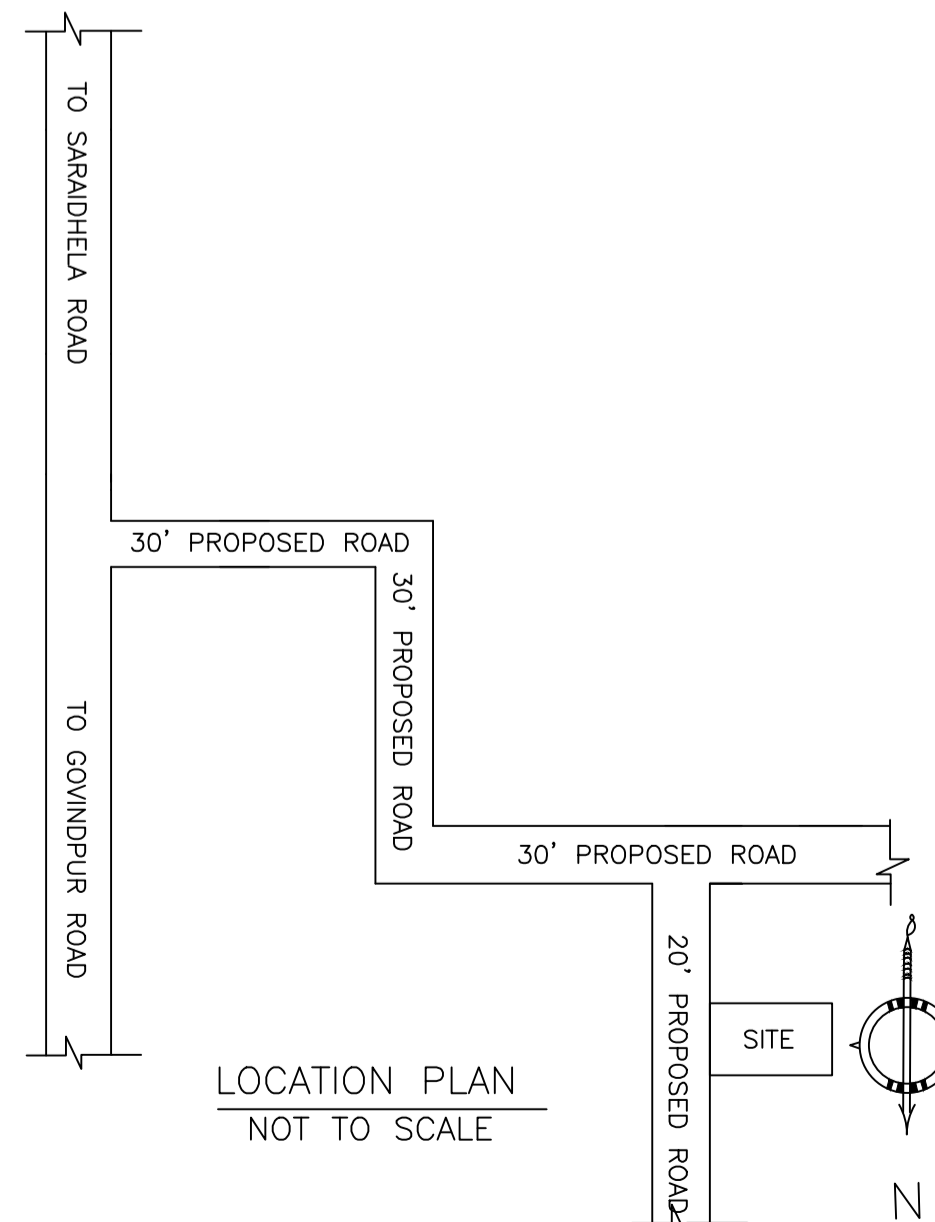 TO SARAIDHELA ROAD
30' PROPOSED ROAD
30' PROPOSED ROAD
TO GOVINDPUR ROAD
30' PROPOSED ROAD
20' PROPOSED ROAD
SITE
LOCATION PLAN
NOT TO SCALE
N